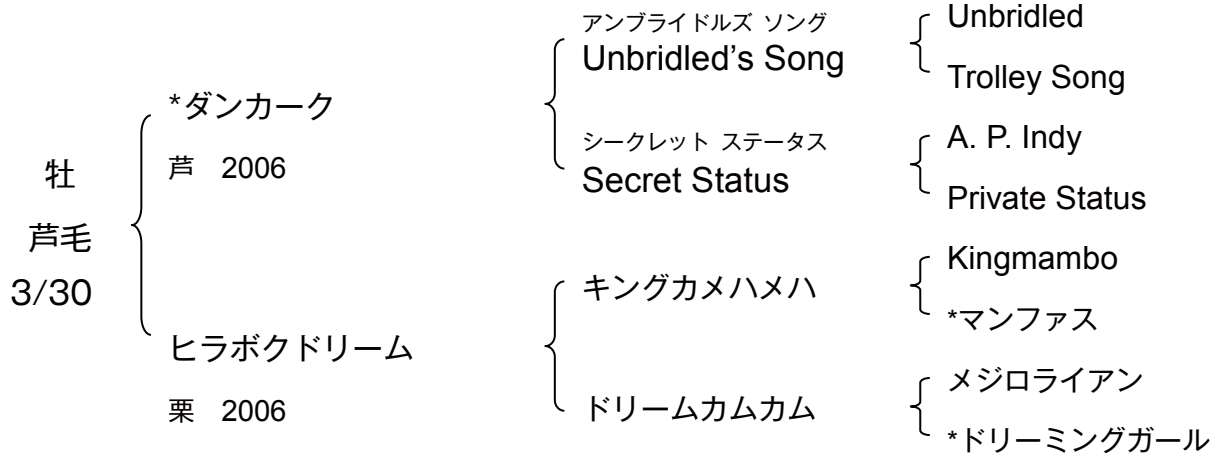 牡
芦毛
3/30
*ダンカーク
芦 2006
ヒラボクドリーム
栗 2006
アンブライドルズ ソング
Unbridled's Song
シークレット ステータス
Secret Status
キングカメハメハ
ドリームカムカム
Unbridled
Trolley Song
A. P. Indy
Private Status
Kingmambo
*マンファス
メジロライアン
*ドリーミングガール